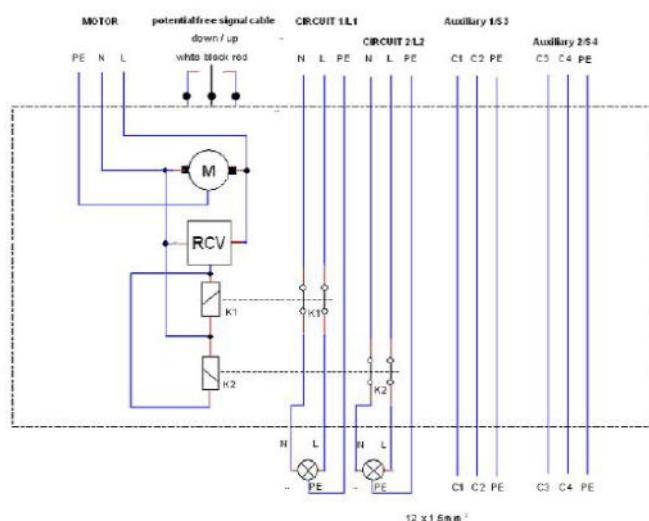 MOTOR potentialfree signal cable CIRCUIT 1/L1 Auxiliary 1/S3
down / up
CIRCUIT 2/L2 Auxiliary 2/S4
PE N L white black red N L PE N L PE C1 C2 PE C3 C4 PE
M
RCV
K1 K1
K2 K2
N L N L
PE PE C1 C2 PE C3 C4 PE
12 x 1,5mm²